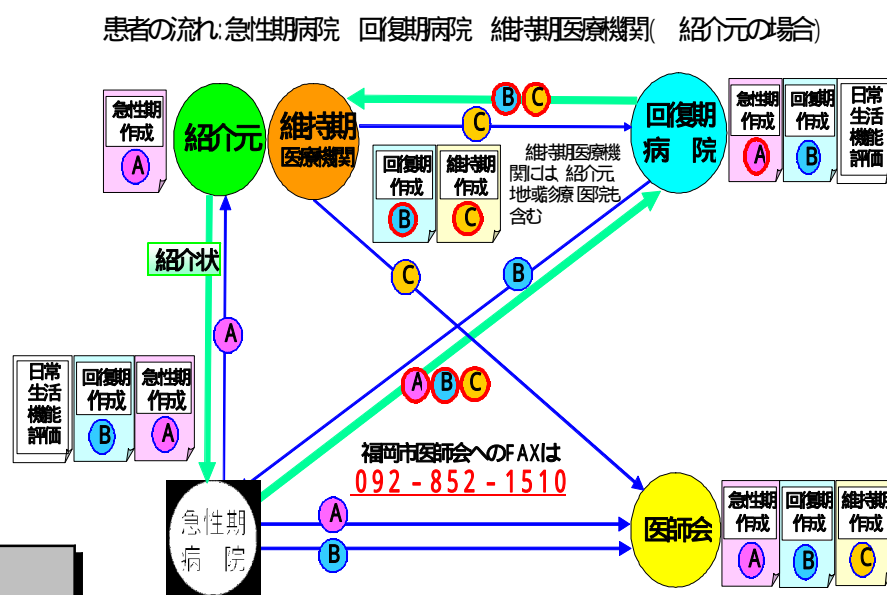 患者の流れ:急性期病院 回復期病院 維持期医療機関( 紹介元の場合)
急性期
作成
A
紹介元
維持期
医療機関
B C
C
回復期
病 院
急性期
作成
A
回復期
作成
B
日常
生活
機能
評価
回復期
作成
B
維持期
作成
C
維持期医療機
関には 紹介元
地域診療 医院も
含む
紹介状
A
C
B
日常
生活
機能
評価
回復期
作成
B
急性期
作成
A
A B C
福岡市医師会へのFAXは
092-852-1510
急性期
病 院
A
B
医師会
急性期
作成
A
回復期
作成
B
維持期
作成
C